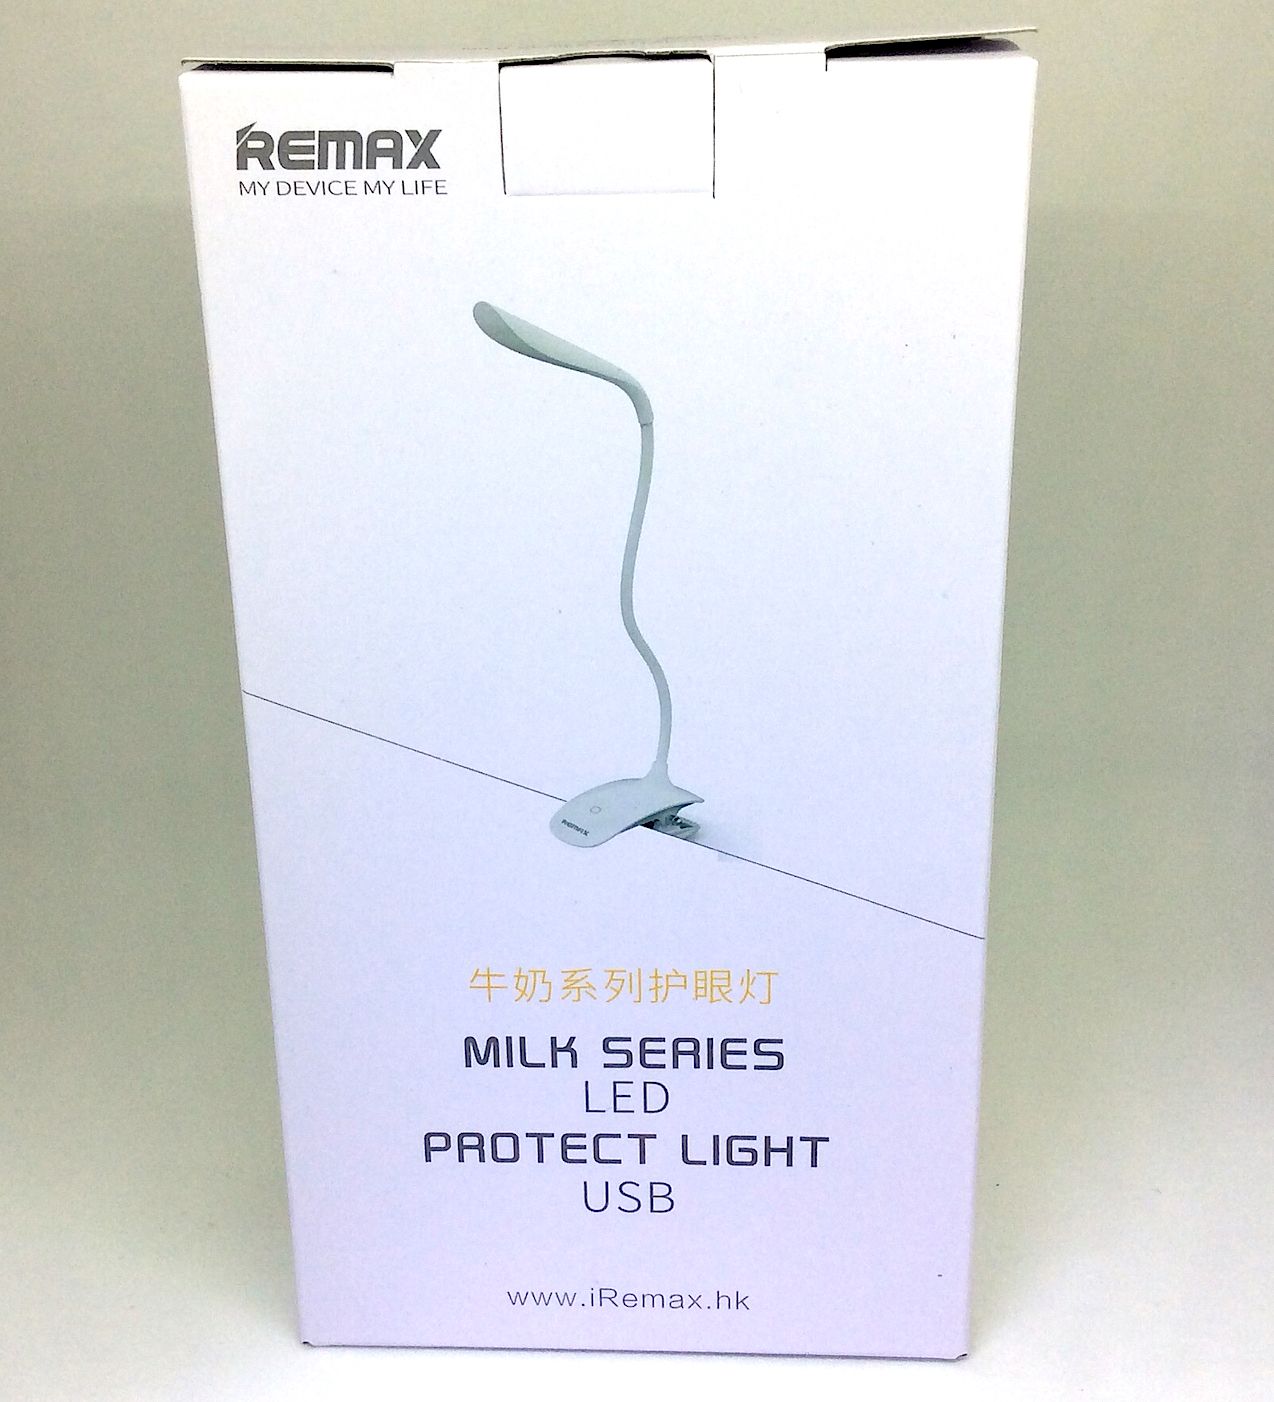 REMAX
MY DEVICE MY LIFE
REMAX
牛奶系列护眼灯
MILK SERIES
LED
PROTECT LIGHT
USB
www.iRemax.hk